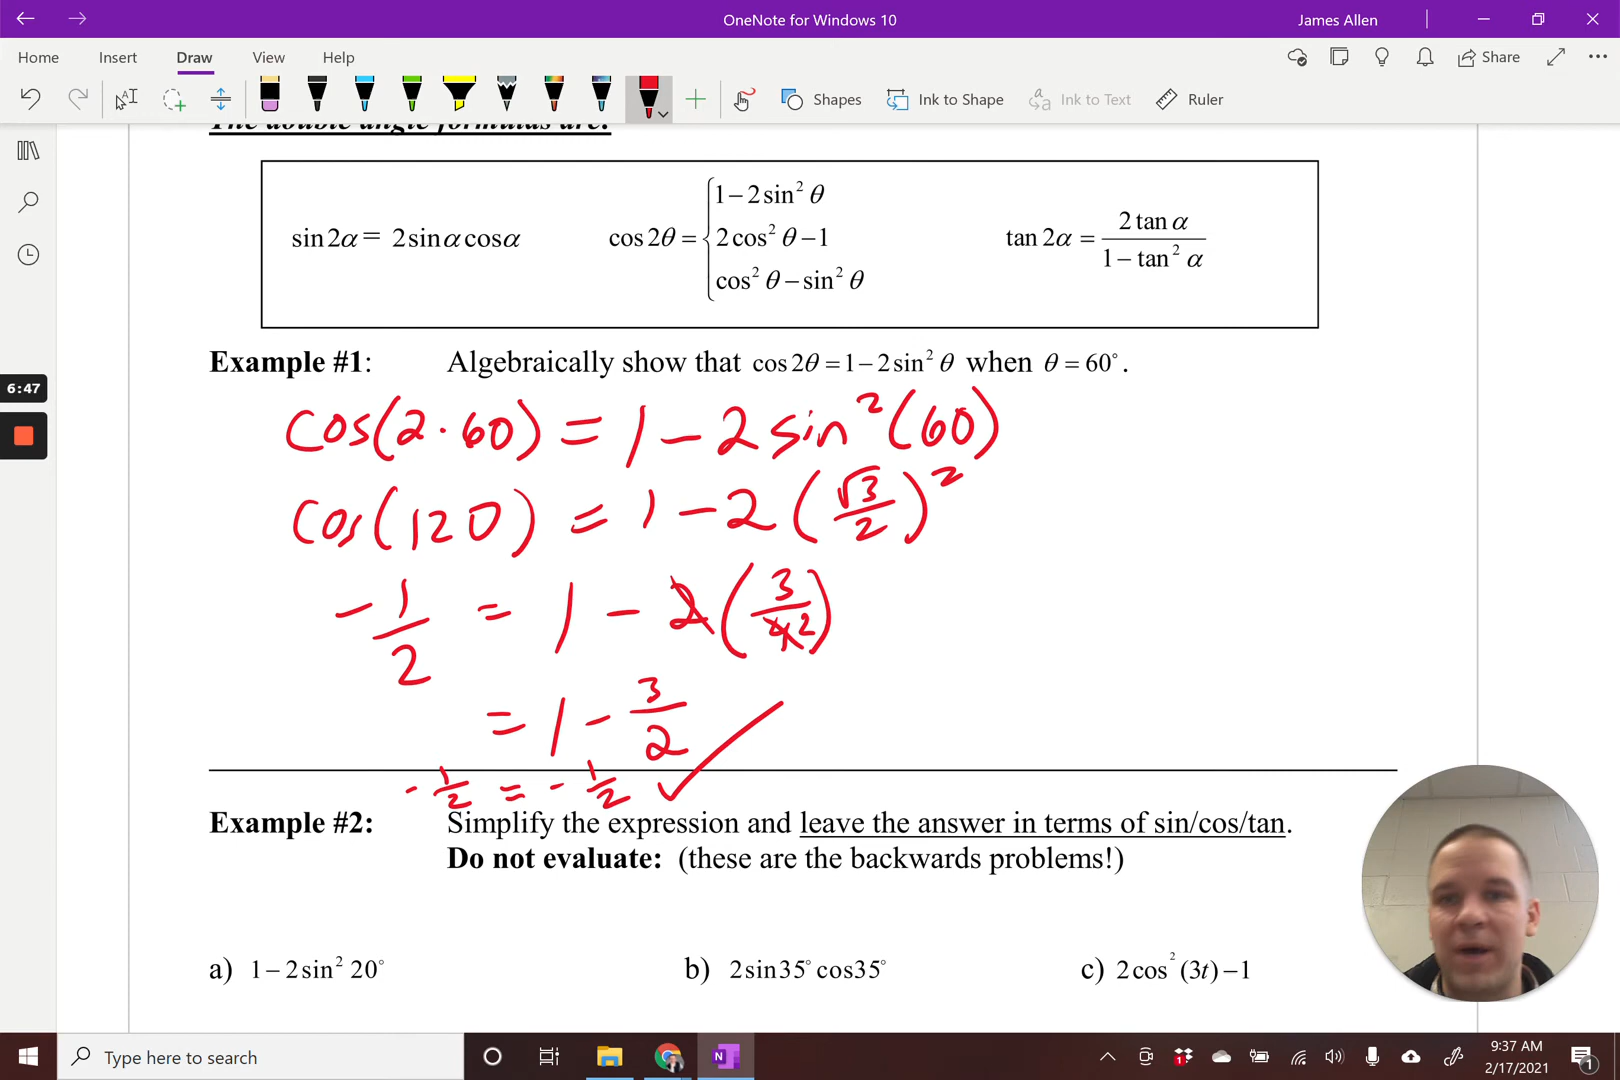 OneNote for Windows 10
James Allen
Home Insert Draw View Help
Share
Shapes Ink to Shape Ink to Text Ruler
The double angle formulas are:
sin 2α = 2 sin α cos α
cos 2θ = { 1 − 2 sin² θ
2 cos² θ − 1
cos² θ − sin² θ
tan 2α = 2 tan α / 1 − tan² α
6:47
Example #1: Algebraically show that cos 2θ = 1 − 2 sin² θ when θ = 60°.
cos(2·60) = 1 − 2 sin²(60)
cos(120) = 1 − 2 (√3/2)²
−1/2 = 1 − 2 (3/4 2)
= 1 − 3/2
−1/2 = −1/2 ✓
Example #2: Simplify the expression and leave the answer in terms of sin/cos/tan.
Do not evaluate: (these are the backwards problems!)
a) 1 − 2 sin² 20° b) 2 sin 35° cos 35° c) 2 cos² (3t) − 1
Type here to search
1
9:37 AM
2/17/2021
1